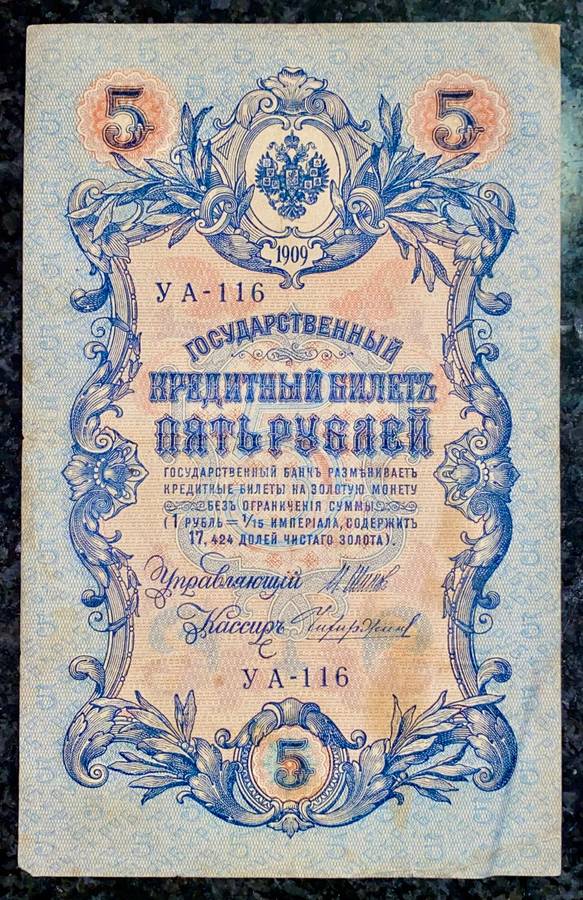 5 5
1909
УА-116
ГОСУДАРСТВЕННЫЙ
КРЕДИТНЫЙ БИЛЕТЪ
ПЯТЬ РУБЛЕЙ
ГОСУДАРСТВЕННЫЙ БАНКЪ РАЗМѢНИВАЕТЪ
КРЕДИТНЫЕ БИЛЕТЫ НА ЗОЛОТУЮ МОНЕТУ
БЕЗЪ ОГРАНИЧЕНІЯ СУММЫ
(1 РУБЛЬ = 1/15 ИМПЕРІАЛА, СОДЕРЖИТЪ
17,424 ДОЛЕЙ ЧИСТАГО ЗОЛОТА).
Управляющій
Кассиръ
УА-116
5